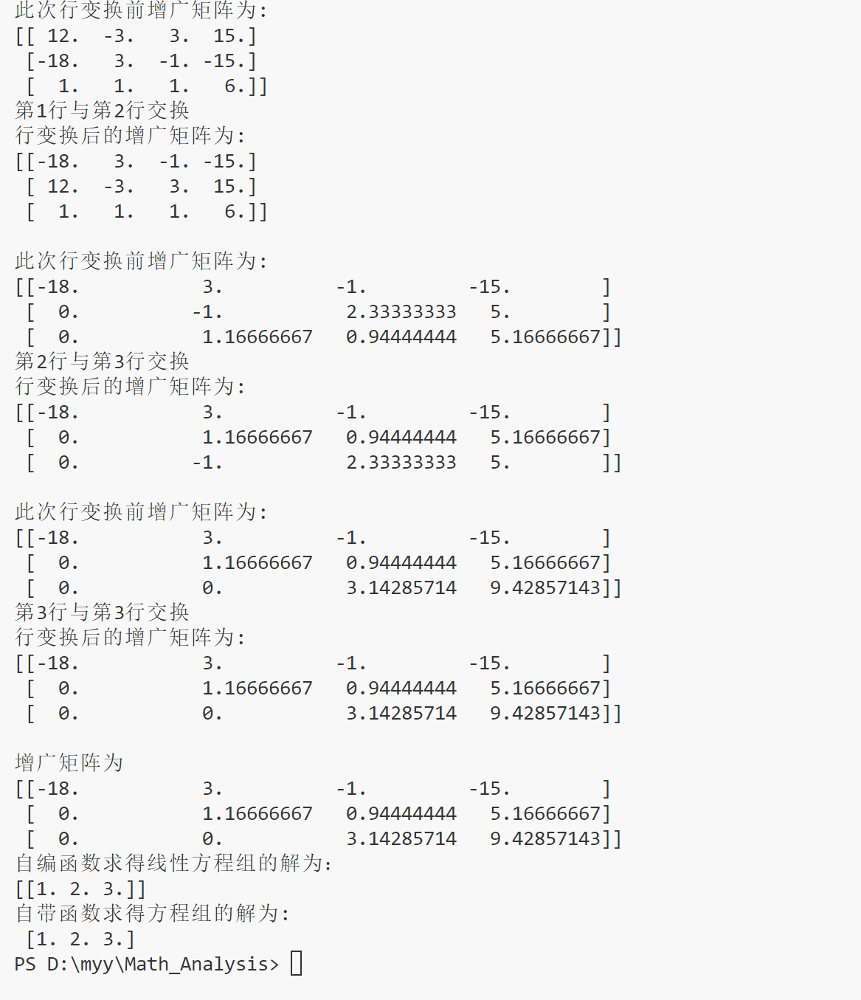 此次行变换前增广矩阵为:
[[ 12.  -3.   3.  15.]
 [-18.   3.  -1. -15.]
 [  1.   1.   1.   6.]]
第1行与第2行交换
行变换后的增广矩阵为:
[[-18.   3.  -1. -15.]
 [ 12.  -3.   3.  15.]
 [  1.   1.   1.   6.]]
此次行变换前增广矩阵为:
[[-18.           3.          -1.         -15.        ]
 [  0.          -1.           2.33333333   5.        ]
 [  0.           1.16666667   0.94444444   5.16666667]]
第2行与第3行交换
行变换后的增广矩阵为:
[[-18.           3.          -1.         -15.        ]
 [  0.           1.16666667   0.94444444   5.16666667]
 [  0.          -1.           2.33333333   5.        ]]
此次行变换前增广矩阵为:
[[-18.           3.          -1.         -15.        ]
 [  0.           1.16666667   0.94444444   5.16666667]
 [  0.           0.           3.14285714   9.42857143]]
第3行与第3行交换
行变换后的增广矩阵为:
[[-18.           3.          -1.         -15.        ]
 [  0.           1.16666667   0.94444444   5.16666667]
 [  0.           0.           3.14285714   9.42857143]]
增广矩阵为
[[-18.           3.          -1.         -15.        ]
 [  0.           1.16666667   0.94444444   5.16666667]
 [  0.           0.           3.14285714   9.42857143]]
自编函数求得线性方程组的解为:
[[1. 2. 3.]]
自带函数求得方程组的解为:
 [1. 2. 3.]
PS D:\myy\Math_Analysis>